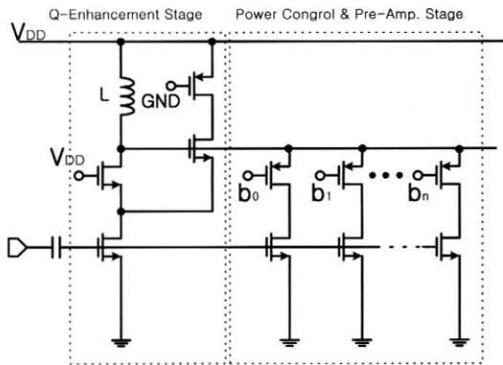 Q-Enhancement Stage
Power Congrol & Pre-Amp. Stage
VDD
L
GND
VDD
b0
b1
bn